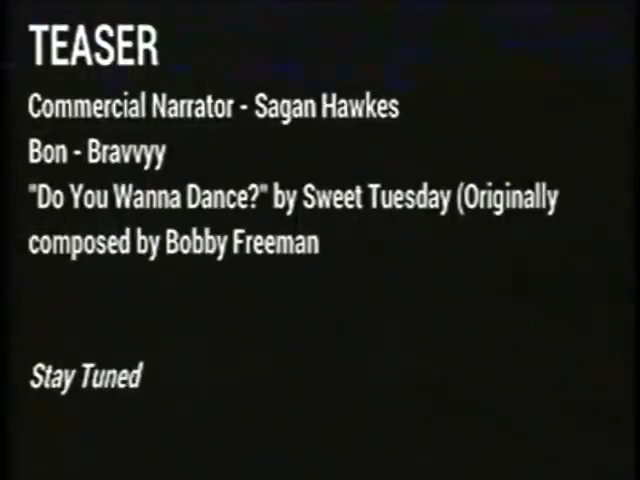 TEASER
Commercial Narrator - Sagan Hawkes
Bon - Bravvyy
"Do You Wanna Dance?" by Sweet Tuesday (Originally
composed by Bobby Freeman
Stay Tuned